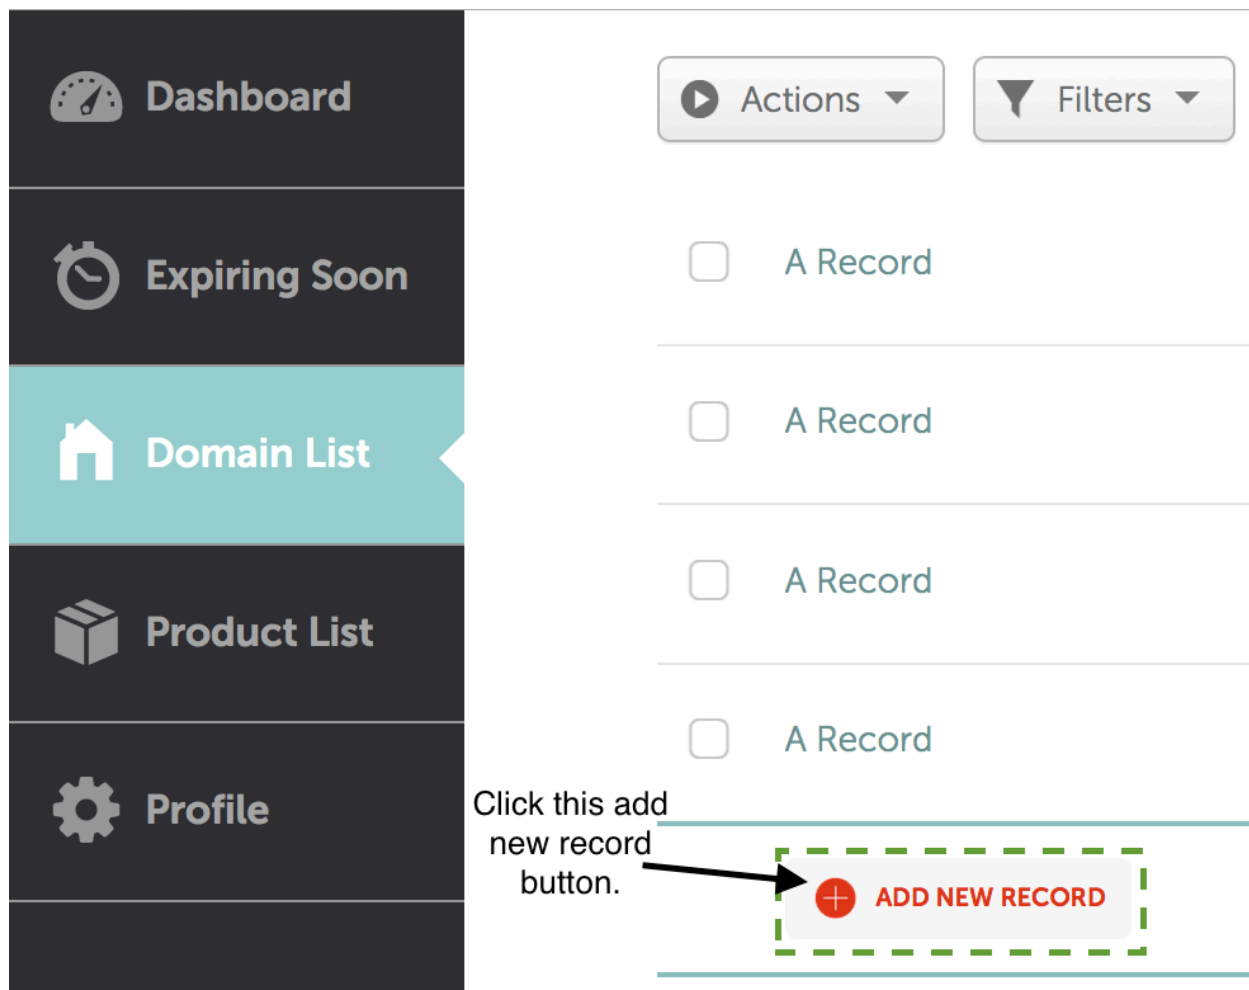 Dashboard
Expiring Soon
Domain List
Product List
Profile
Actions
Filters
A Record
A Record
A Record
A Record
Click this add
new record
button.
ADD NEW RECORD